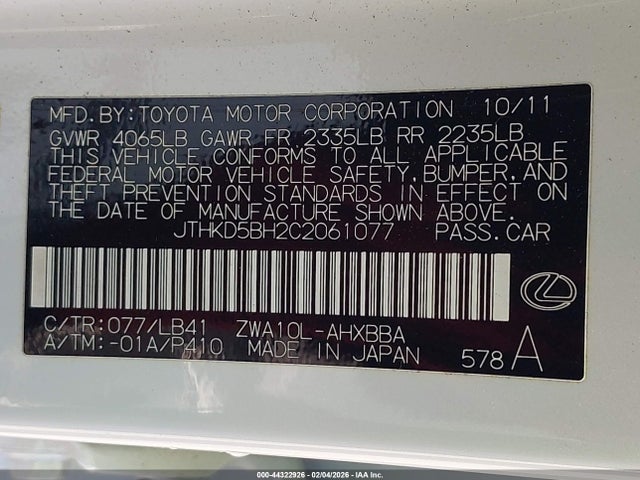 MFD.BY:TOYOTA MOTOR CORPORATION 10/11
GVWR 4065LB GAWR FR 2335LB RR 2235LB
THIS VEHICLE CONFORMS TO ALL APPLICABLE
FEDERAL MOTOR VEHICLE SAFETY,BUMPER,AND
THEFT PREVENTION STANDARDS IN EFFECT ON
THE DATE OF MANUFACTURE SHOWN ABOVE.
JTHKD5BH2C2061077 PASS.CAR
C/TR:077/LB41 ZWA10L-AHXBBA
A/TM:-01A/P410 MADE IN JAPAN 578 A
000-44322926 - 02/04/2026 - IAA Inc.